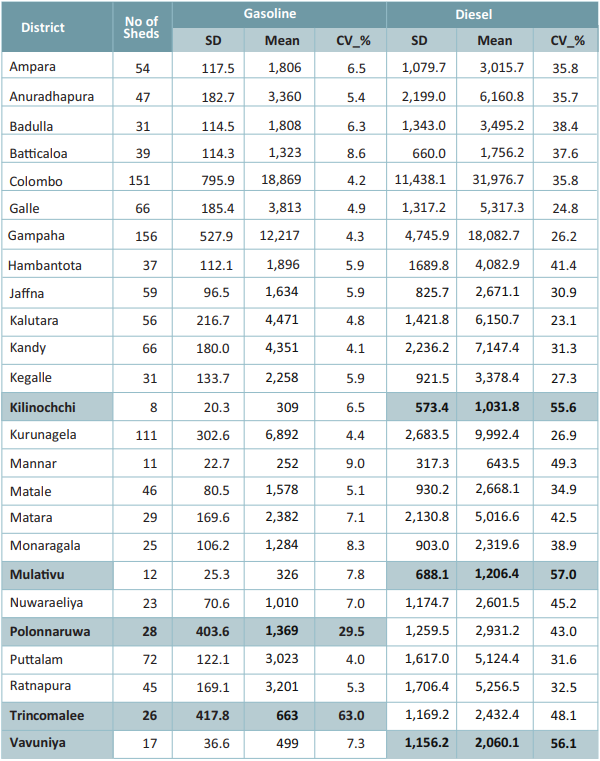 District No of Sheds Gasoline Diesel
SD Mean CV_% SD Mean CV_%
Ampara 54 117.5 1,806 6.5 1,079.7 3,015.7 35.8
Anuradhapura 47 182.7 3,360 5.4 2,199.0 6,160.8 35.7
Badulla 31 114.5 1,808 6.3 1,343.0 3,495.2 38.4
Batticaloa 39 114.3 1,323 8.6 660.0 1,756.2 37.6
Colombo 151 795.9 18,869 4.2 11,438.1 31,976.7 35.8
Galle 66 185.4 3,813 4.9 1,317.2 5,317.3 24.8
Gampaha 156 527.9 12,217 4.3 4,745.9 18,082.7 26.2
Hambantota 37 112.1 1,896 5.9 1689.8 4,082.9 41.4
Jaffna 59 96.5 1,634 5.9 825.7 2,671.1 30.9
Kalutara 56 216.7 4,471 4.8 1,421.8 6,150.7 23.1
Kandy 66 180.0 4,351 4.1 2,236.2 7,147.4 31.3
Kegalle 31 133.7 2,258 5.9 921.5 3,378.4 27.3
Kilinochchi 8 20.3 309 6.5 573.4 1,031.8 55.6
Kurunagela 111 302.6 6,892 4.4 2,683.5 9,992.4 26.9
Mannar 11 22.7 252 9.0 317.3 643.5 49.3
Matale 46 80.5 1,578 5.1 930.2 2,668.1 34.9
Matara 29 169.6 2,382 7.1 2,130.8 5,016.6 42.5
Monaragala 25 106.2 1,284 8.3 903.0 2,319.6 38.9
Mulativu 12 25.3 326 7.8 688.1 1,206.4 57.0
Nuwaraeliya 23 70.6 1,010 7.0 1,174.7 2,601.5 45.2
Polonnaruwa 28 403.6 1,369 29.5 1,259.5 2,931.2 43.0
Puttalam 72 122.1 3,023 4.0 1,617.0 5,124.4 31.6
Ratnapura 45 169.1 3,201 5.3 1,706.4 5,256.5 32.5
Trincomalee 26 417.8 663 63.0 1,169.2 2,432.4 48.1
Vavuniya 17 36.6 499 7.3 1,156.2 2,060.1 56.1